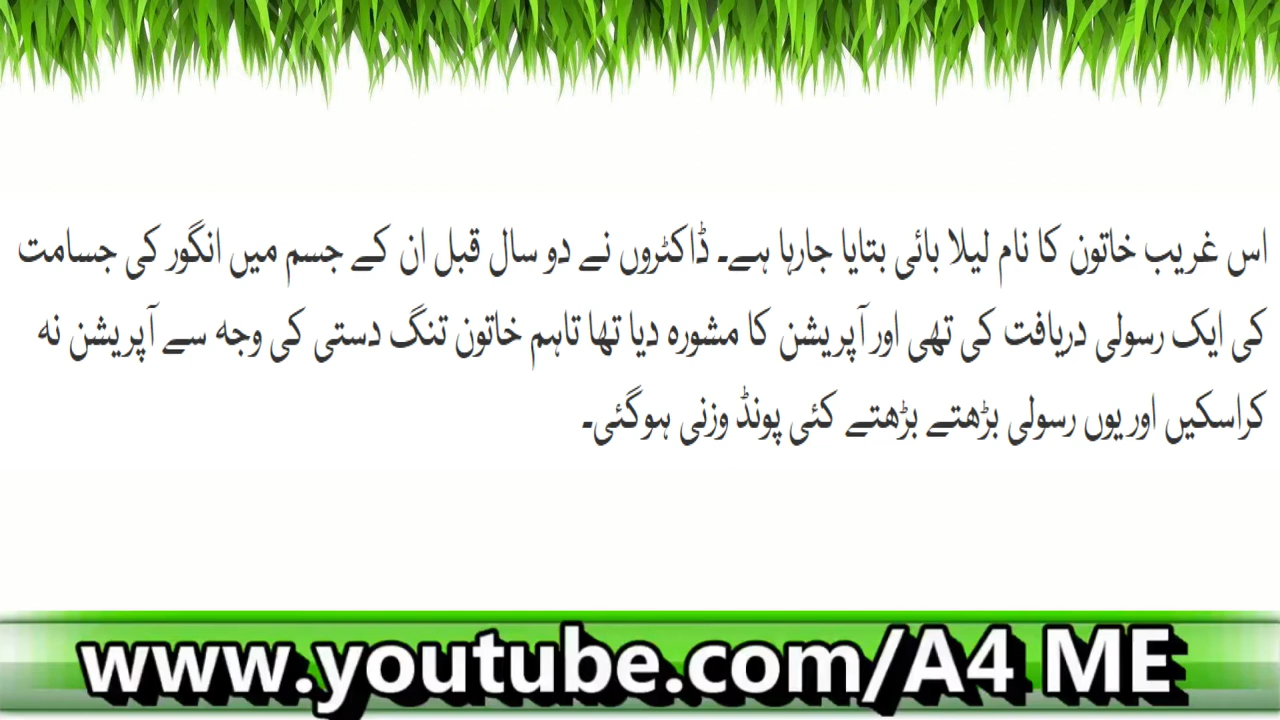 اس غریب خاتون کا نام لیلا بائی بتایا جارہا ہے۔ ڈاکٹروں نے دو سال قبل ان کے جسم میں انگور کی جسامت
کی ایک رسولی دریافت کی تھی اور آپریشن کا مشورہ دیا تھا تاہم خاتون تنگ دستی کی وجہ سے آپریشن نہ
کراسکیں اور یوں رسولی بڑھتے بڑھتے کئی پونڈ وزنی ہوگئی۔
www.youtube.com/A4 ME